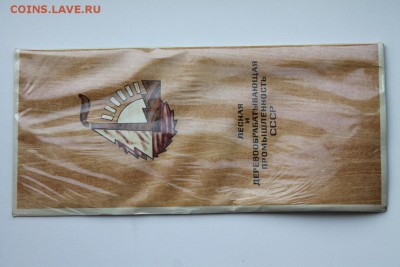 COINS.LAVE.RU
ЛЕСНАЯ
И
ДЕРЕВООБРАБАТЫВАЮЩАЯ
ПРОМЫШЛЕННОСТЬ
СССР